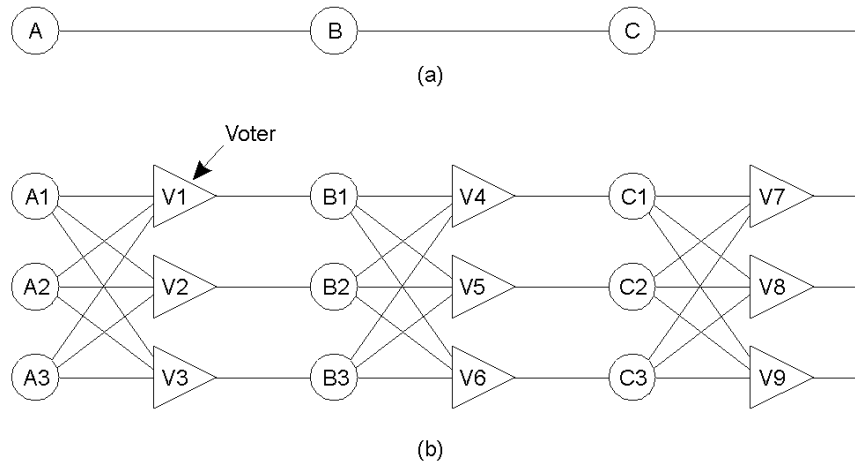 A B C
(a)
Voter
A1 V1 B1 V4 C1 V7
A2 V2 B2 V5 C2 V8
A3 V3 B3 V6 C3 V9
(b)